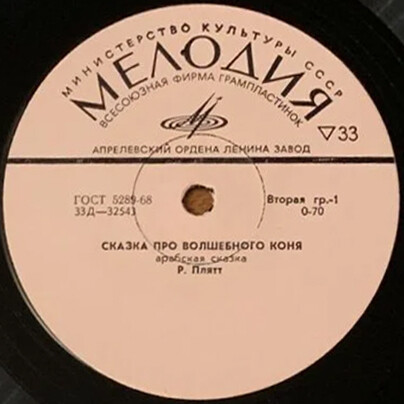 МИНИСТЕРСТВО КУЛЬТУРЫ СССР
МЕЛОДИЯ
ВСЕСОЮЗНАЯ ФИРМА ГРАМПЛАСТИНОК
▽33
АПРЕЛЕВСКИЙ ОРДЕНА ЛЕНИНА ЗАВОД
ГОСТ 5289-68
33Д—32543
Вторая гр.-1
0-70
СКАЗКА ПРО ВОЛШЕБНОГО КОНЯ
арабская сказка
Р. Плятт